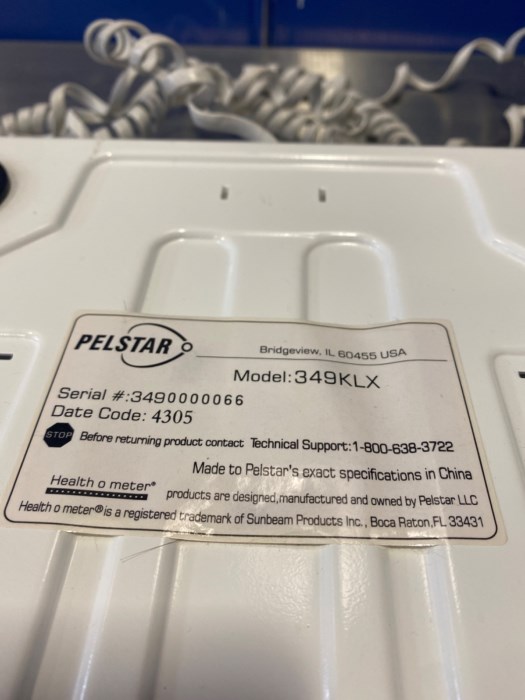 PELSTAR
Bridgeview, IL 60455 USA
Model:349KLX
Serial #:3490000066
Date Code: 4305
STOP Before returning product contact Technical Support:1-800-638-3722
Made to Pelstar's exact specifications in China
Health o meter® products are designed,manufactured and owned by Pelstar LLC
Health o meter® is a registered trademark of Sunbeam Products Inc., Boca Raton,FL 33431